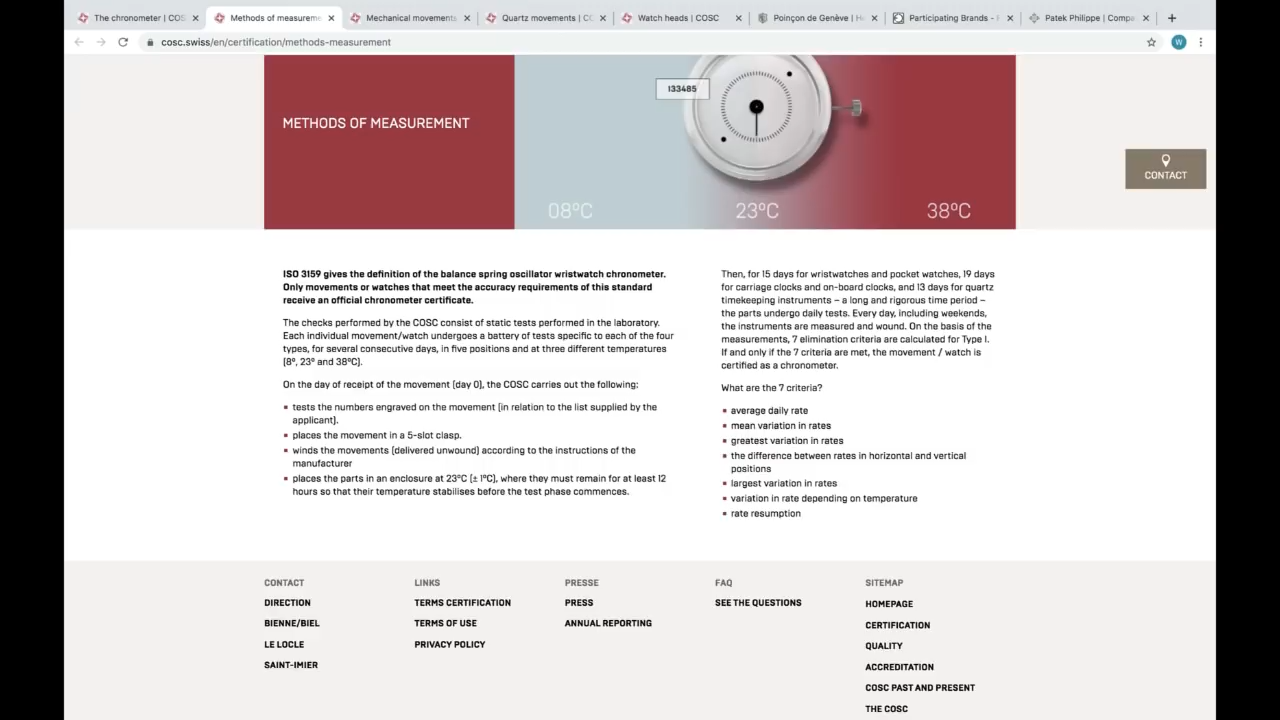 The chronometer | COS
Methods of measureme
Mechanical movements
Quartz movements | CO
Watch heads | COSC
Poinçon de Genève | H
Participating Brands - F
Patek Philippe | Compa
cosc.swiss/en/certification/methods-measurement
W
METHODS OF MEASUREMENT
133485
08°C
23°C
38°C
CONTACT
ISO 3159 gives the definition of the balance spring oscillator wristwatch chronometer.
Only movements or watches that meet the accuracy requirements of this standard
receive an official chronometer certificate.
The checks performed by the COSC consist of static tests performed in the laboratory.
Each individual movement/watch undergoes a battery of tests specific to each of the four
types, for several consecutive days, in five positions and at three different temperatures
(8°, 23° and 38°C).
On the day of receipt of the movement (day 0), the COSC carries out the following:
tests the numbers engraved on the movement (in relation to the list supplied by the
applicant).
places the movement in a 5-slot clasp.
winds the movements (delivered unwound) according to the instructions of the
manufacturer
places the parts in an enclosure at 23°C (± 1°C), where they must remain for at least 12
hours so that their temperature stabilises before the test phase commences.
Then, for 15 days for wristwatches and pocket watches, 19 days
for carriage clocks and on-board clocks, and 13 days for quartz
timekeeping instruments – a long and rigorous time period –
the parts undergo daily tests. Every day, including weekends,
the instruments are measured and wound. On the basis of the
measurements, 7 elimination criteria are calculated for Type I.
If and only if the 7 criteria are met, the movement / watch is
certified as a chronometer.
What are the 7 criteria?
average daily rate
mean variation in rates
greatest variation in rates
the difference between rates in horizontal and vertical
positions
largest variation in rates
variation in rate depending on temperature
rate resumption
CONTACT
DIRECTION
BIENNE/BIEL
LE LOCLE
SAINT-IMIER
LINKS
TERMS CERTIFICATION
TERMS OF USE
PRIVACY POLICY
PRESSE
PRESS
ANNUAL REPORTING
FAQ
SEE THE QUESTIONS
SITEMAP
HOMEPAGE
CERTIFICATION
QUALITY
ACCREDITATION
COSC PAST AND PRESENT
THE COSC